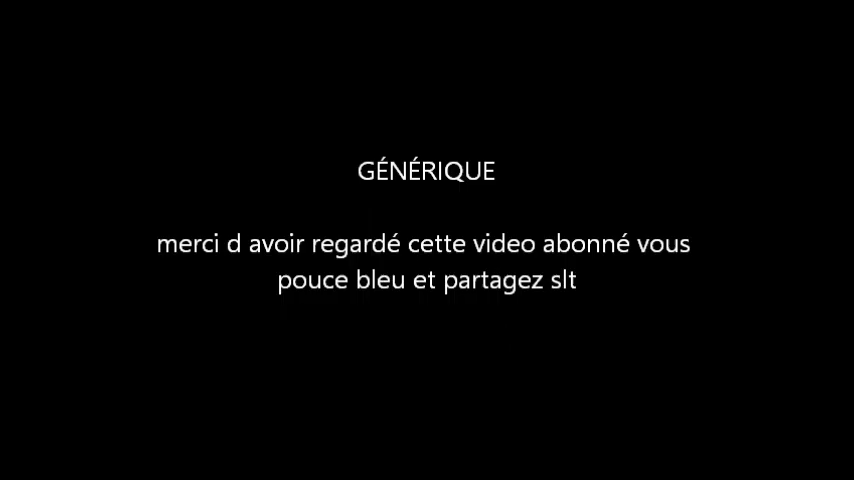 GÉNÉRIQUE
merci d avoir regardé cette video abonné vous
pouce bleu et partagez slt